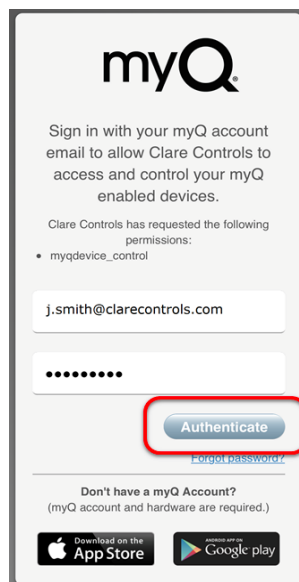 myQ®
Sign in with your myQ account
email to allow Clare Controls to
access and control your myQ
enabled devices.
Clare Controls has requested the following
permissions:
• myqdevice_control
j.smith@clarecontrols.com
•••••••••
Authenticate
Forgot password?
Don't have a myQ Account?
(myQ account and hardware are required.)
Download on the
App Store
ANDROID APP ON
Google play